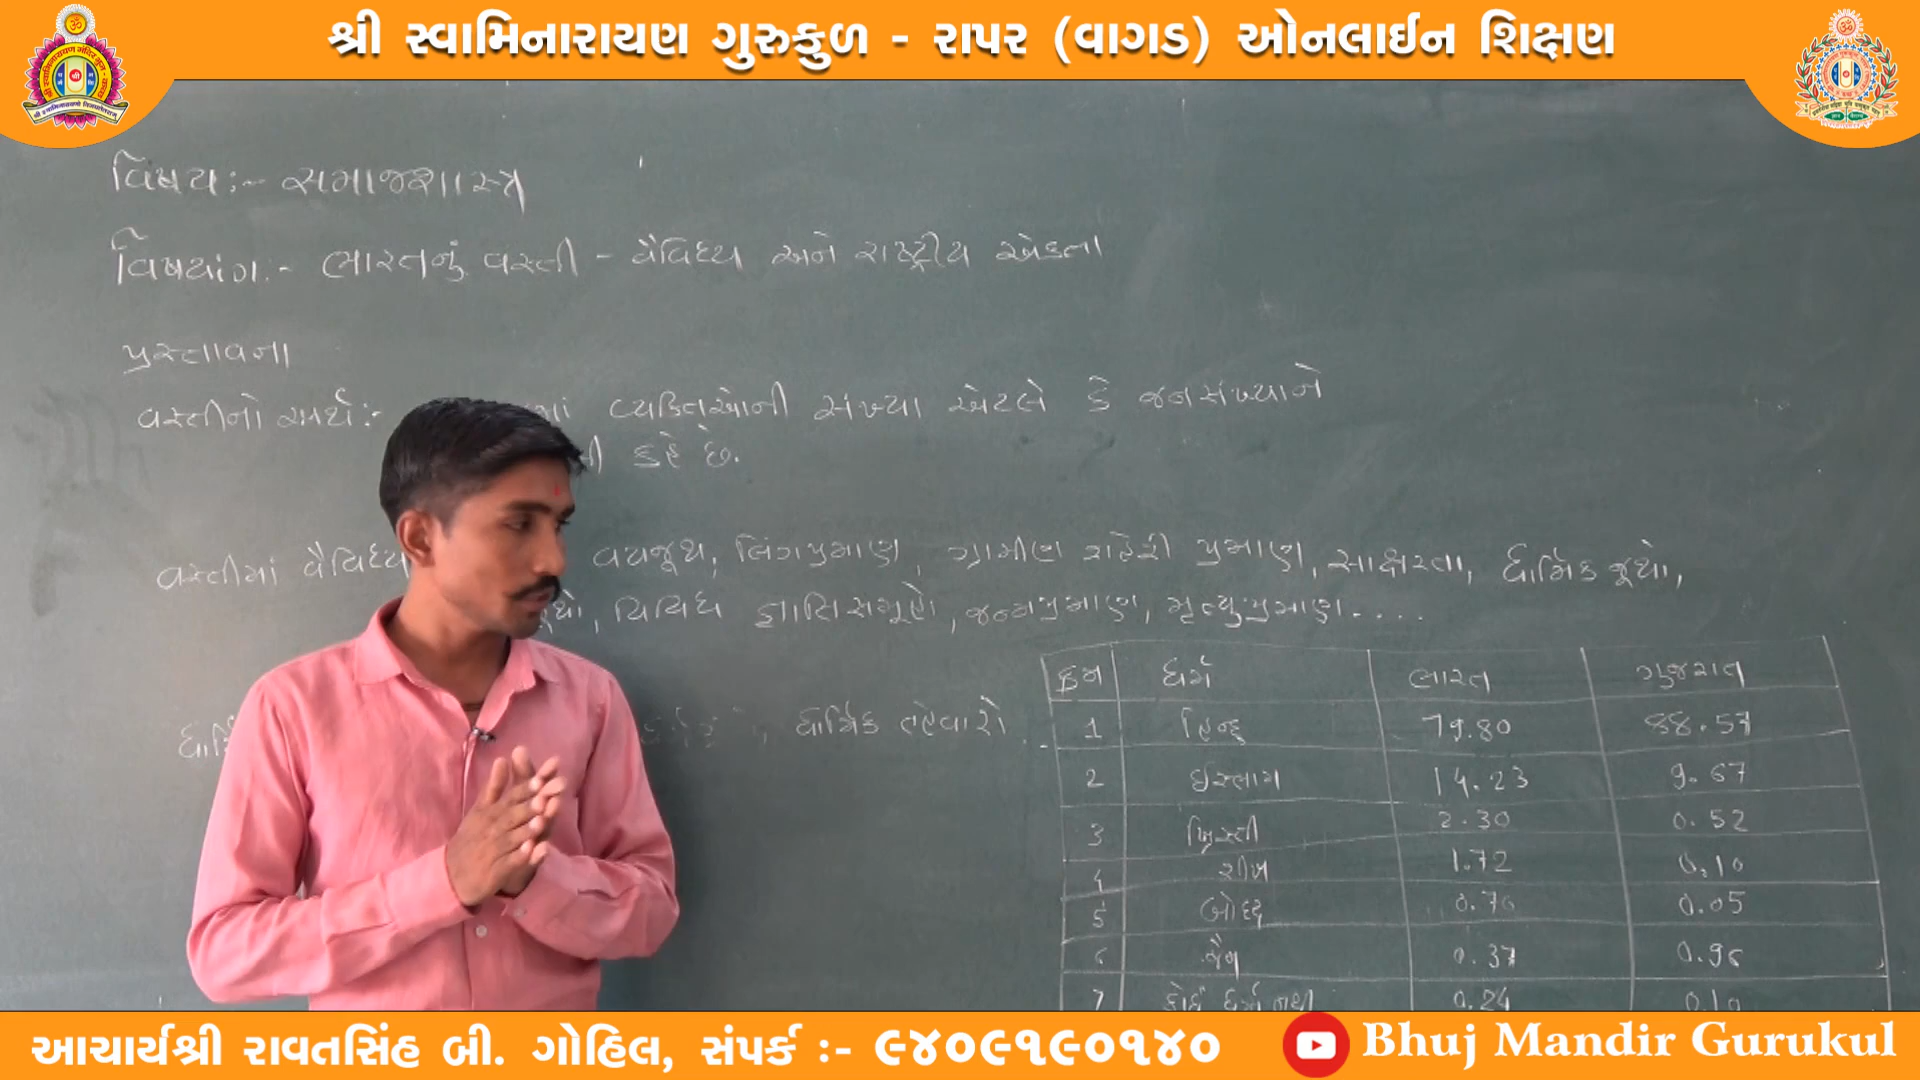 શ્રી સ્વામિનારાયણ ગુરુકુળ - રાપર (વાગડ) ઓનલાઈન શિક્ષણ
વિષય:- સમાજશાસ્ત્ર
વિષયાંગ:- ભારતનું વસ્તી - વૈવિધ્ય અને રાષ્ટ્રીય એકતા
પ્રસ્તાવના
વસ્તીનો અર્થ:- વ્યક્તિઓની સંખ્યા એટલે કે જનસંખ્યાને
કહે છે.
વસ્તીમાં વૈવિધ્ય વયજૂથ, લિંગપ્રમાણ, ગ્રામીણ શહેરી પ્રમાણ, સાક્ષરતા, ધાર્મિક જૂથો,
વિવિધ જ્ઞાતિસમૂહો, જન્મપ્રમાણ, મૃત્યુપ્રમાણ....
ધાર્મિક તહેવારો
ક્રમ ધર્મ ભારત ગુજરાત
1 હિન્દુ 79.80 88.57
2 ઈસ્લામ 14.23 9.67
3 ખ્રિસ્તી 2.30 0.52
4 શીખ 1.72 0.10
5 બોદ્ધ 0.70 0.05
6 જૈન 0.37 0.96
7 કોઈ ધર્મ નથી 0.24 0.10
આચાર્યશ્રી રાવતસિંહ બી. ગોહિલ, સંપર્ક :- ૯૪૦૯૧૯૦૧૪૦
Bhuj Mandir Gurukul